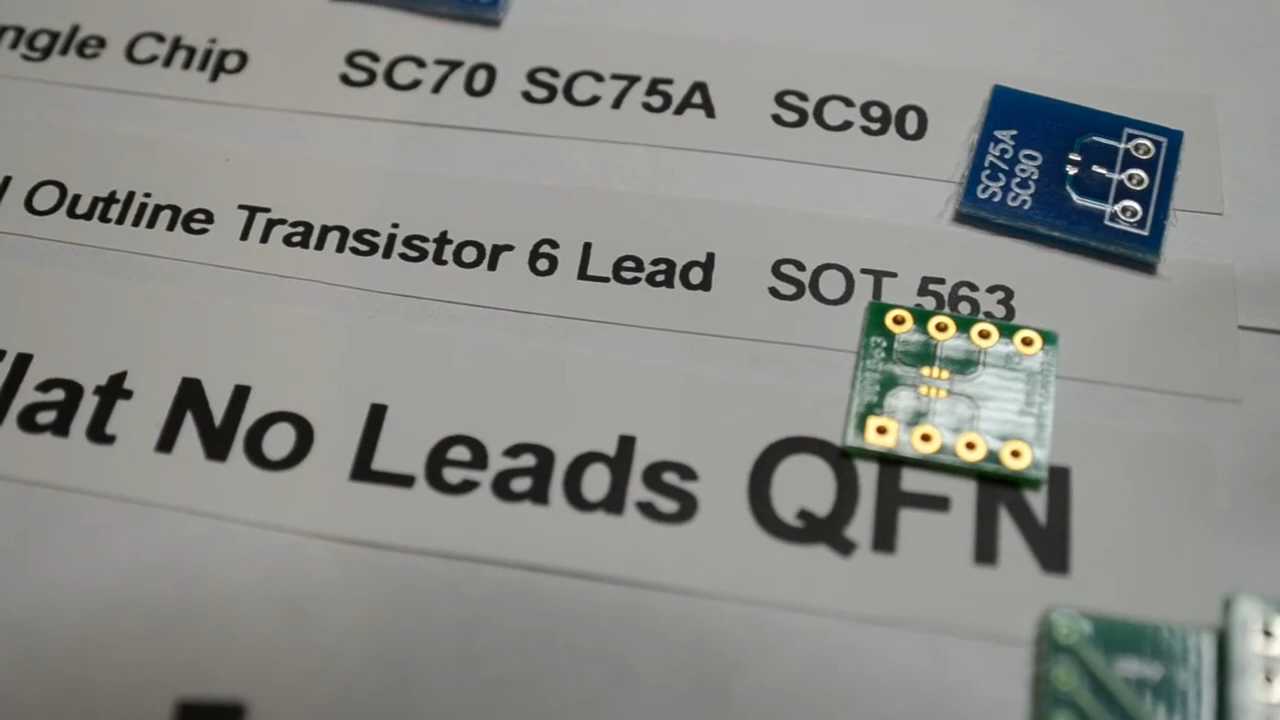 ngle Chip SC70 SC75A SC90
SC75A
SC90
l Outline Transistor 6 Lead SOT 563
lat No Leads QFN